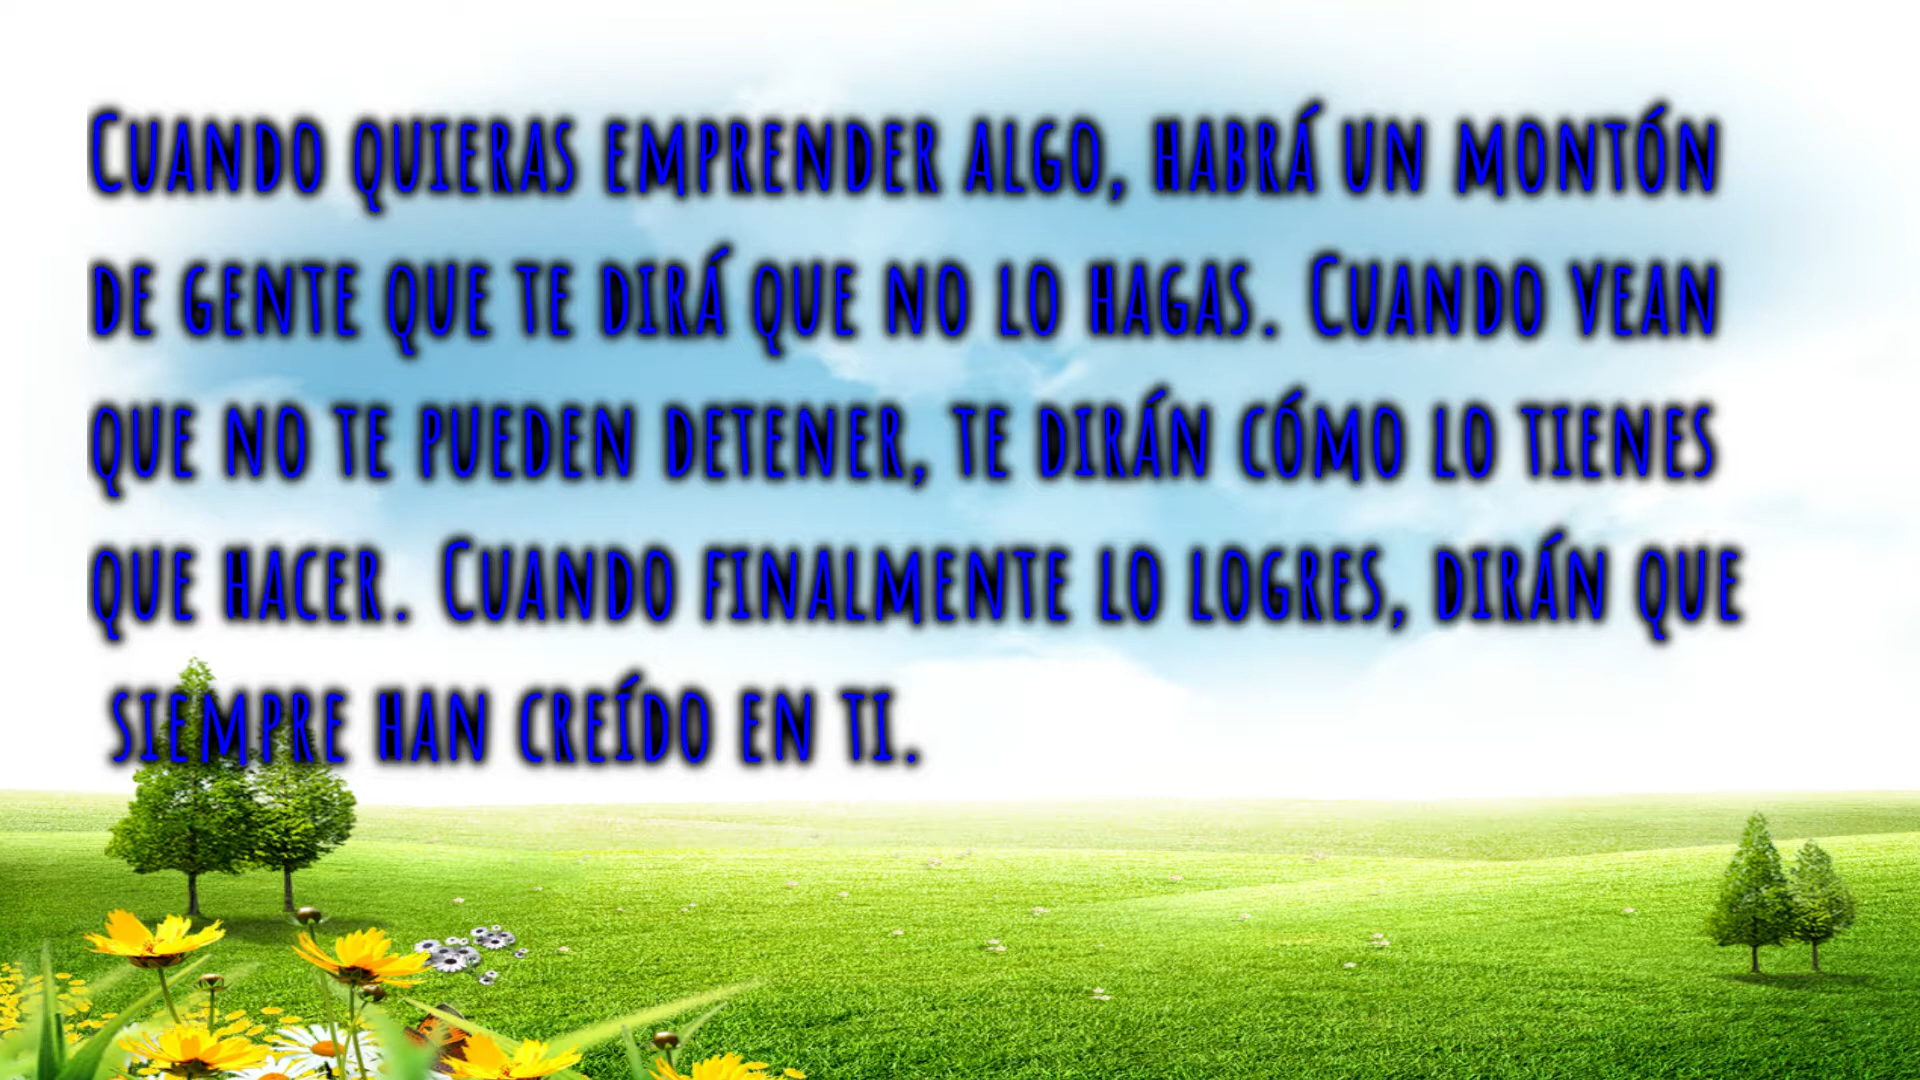 Cuando quieras emprender algo, habrá un montón
de gente que te dirá que no lo hagas. Cuando vean
que no te pueden detener, te dirán cómo lo tienes
que hacer. Cuando finalmente lo logres, dirán que
siempre han creído en ti.